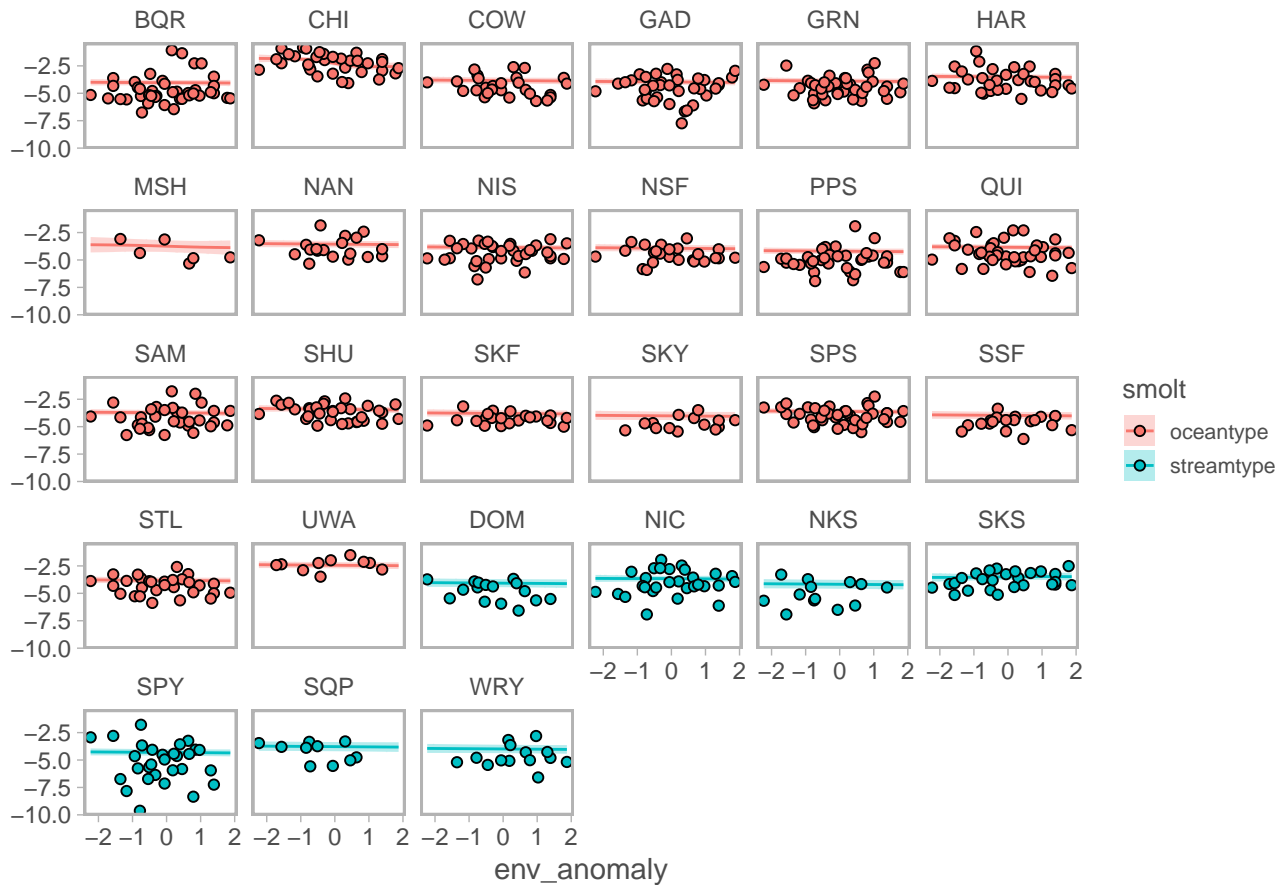 BQR CHI COW GAD GRN HAR
−2.5
−5.0
−7.5
−10.0
MSH NAN NIS NSF PPS QUI
−2.5
−5.0
−7.5
−10.0
SAM SHU SKF SKY SPS SSF
−2.5
−5.0
−7.5
−10.0
smolt
oceantype
streamtype
STL UWA DOM NIC NKS SKS
−2.5
−5.0
−7.5
−10.0
−2 −1 0 1 2 −2 −1 0 1 2 −2 −1 0 1 2
SPY SQP WRY
−2.5
−5.0
−7.5
−10.0
−2 −1 0 1 2 −2 −1 0 1 2 −2 −1 0 1 2
env_anomaly